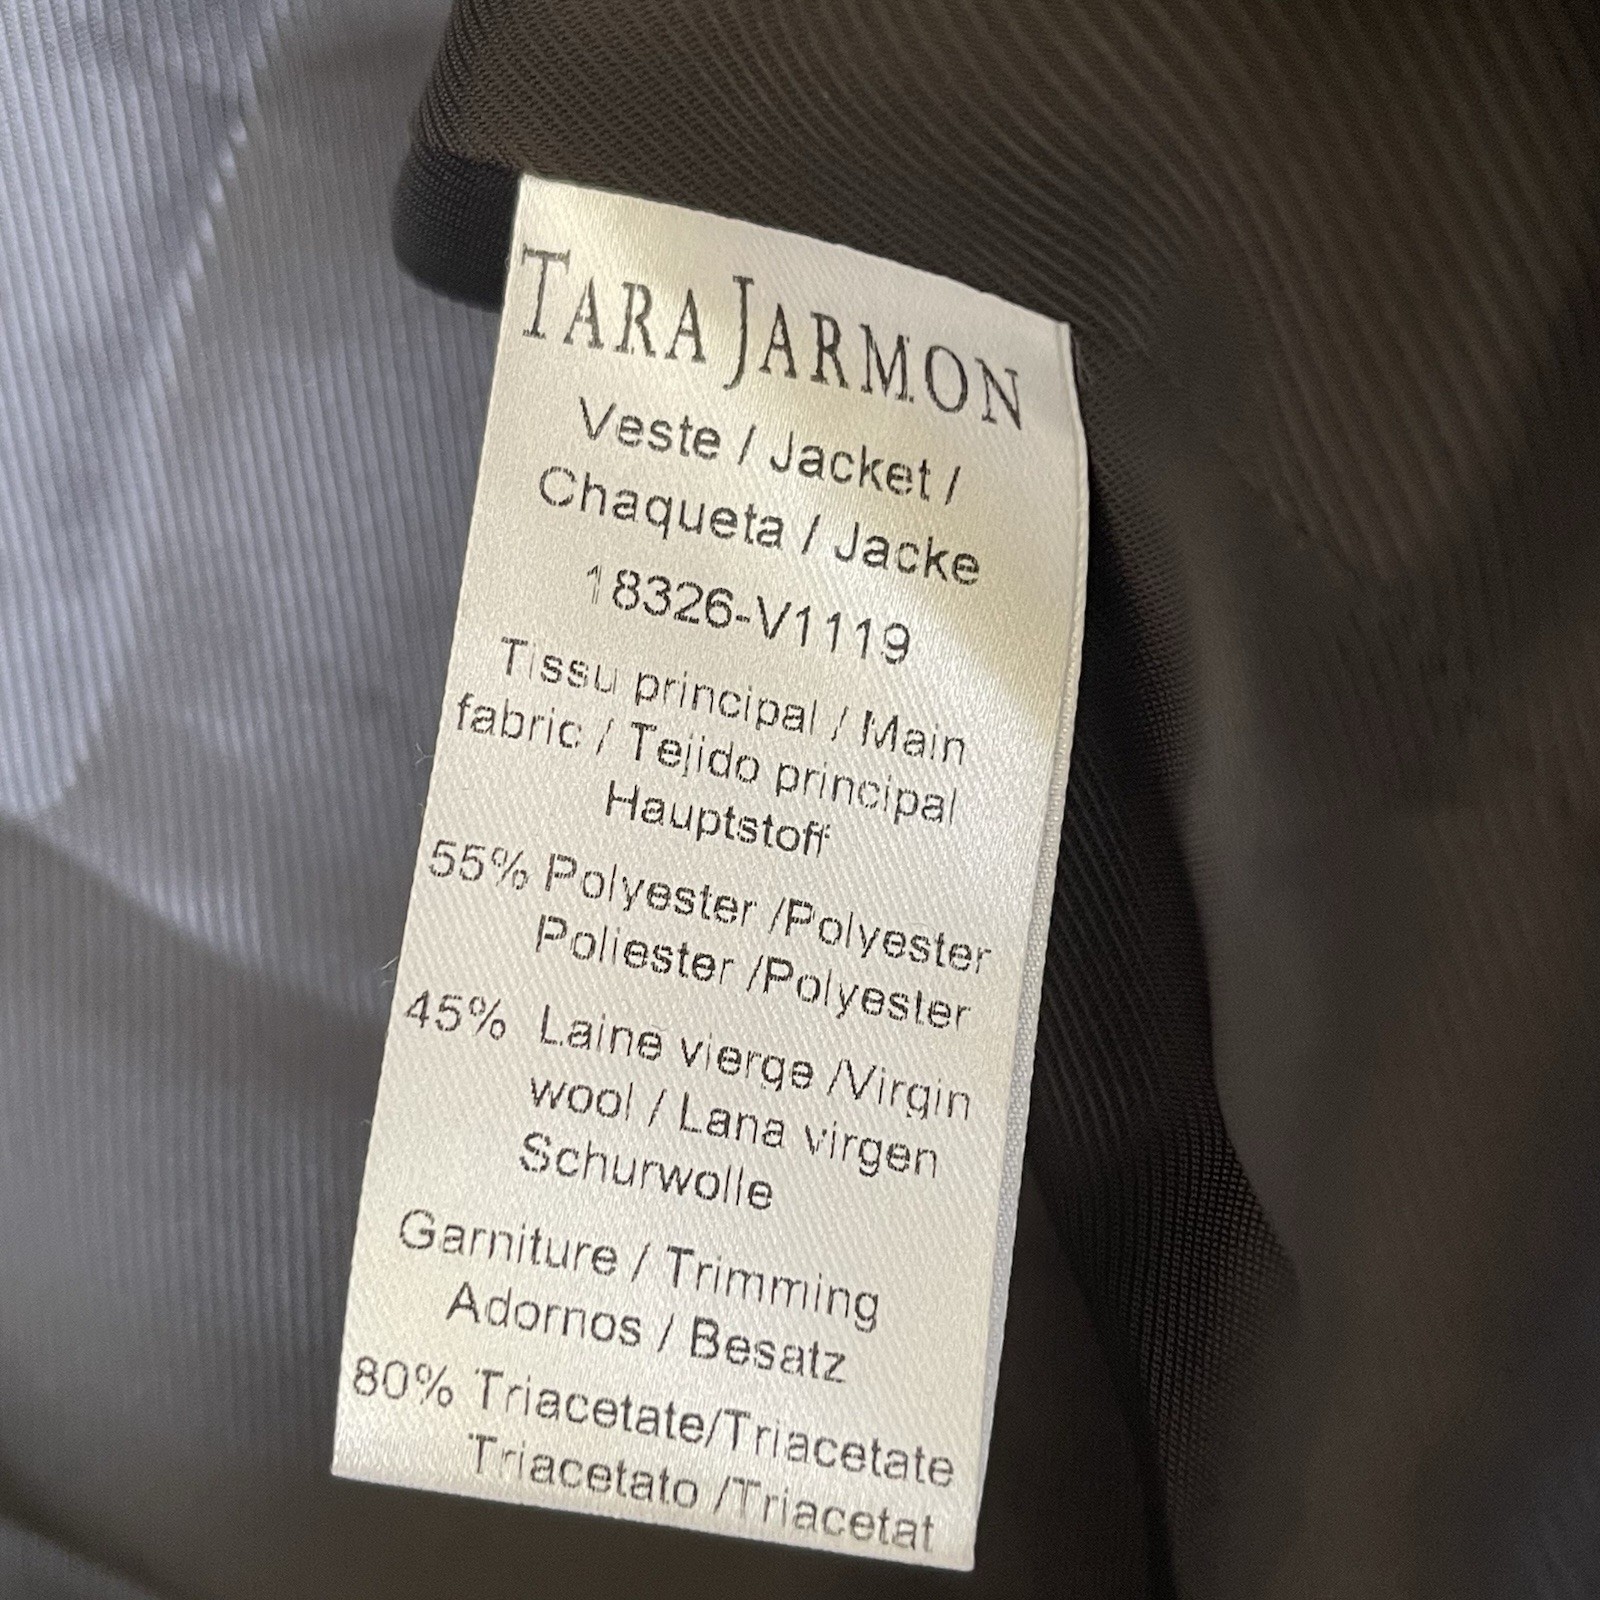 TARA JARMON
Veste / Jacket /
Chaqueta / Jacke
18326-V1119
Tissu principal / Main
fabric / Tejido principal
Hauptstoff
55% Polyester /Polyester
Poliester /Polyester
45% Laine vierge /Virgin
wool / Lana virgen
Schurwolle
Garniture / Trimming
Adornos / Besatz
80% Triacetate/Triacetate
Triacetato /Triacetat